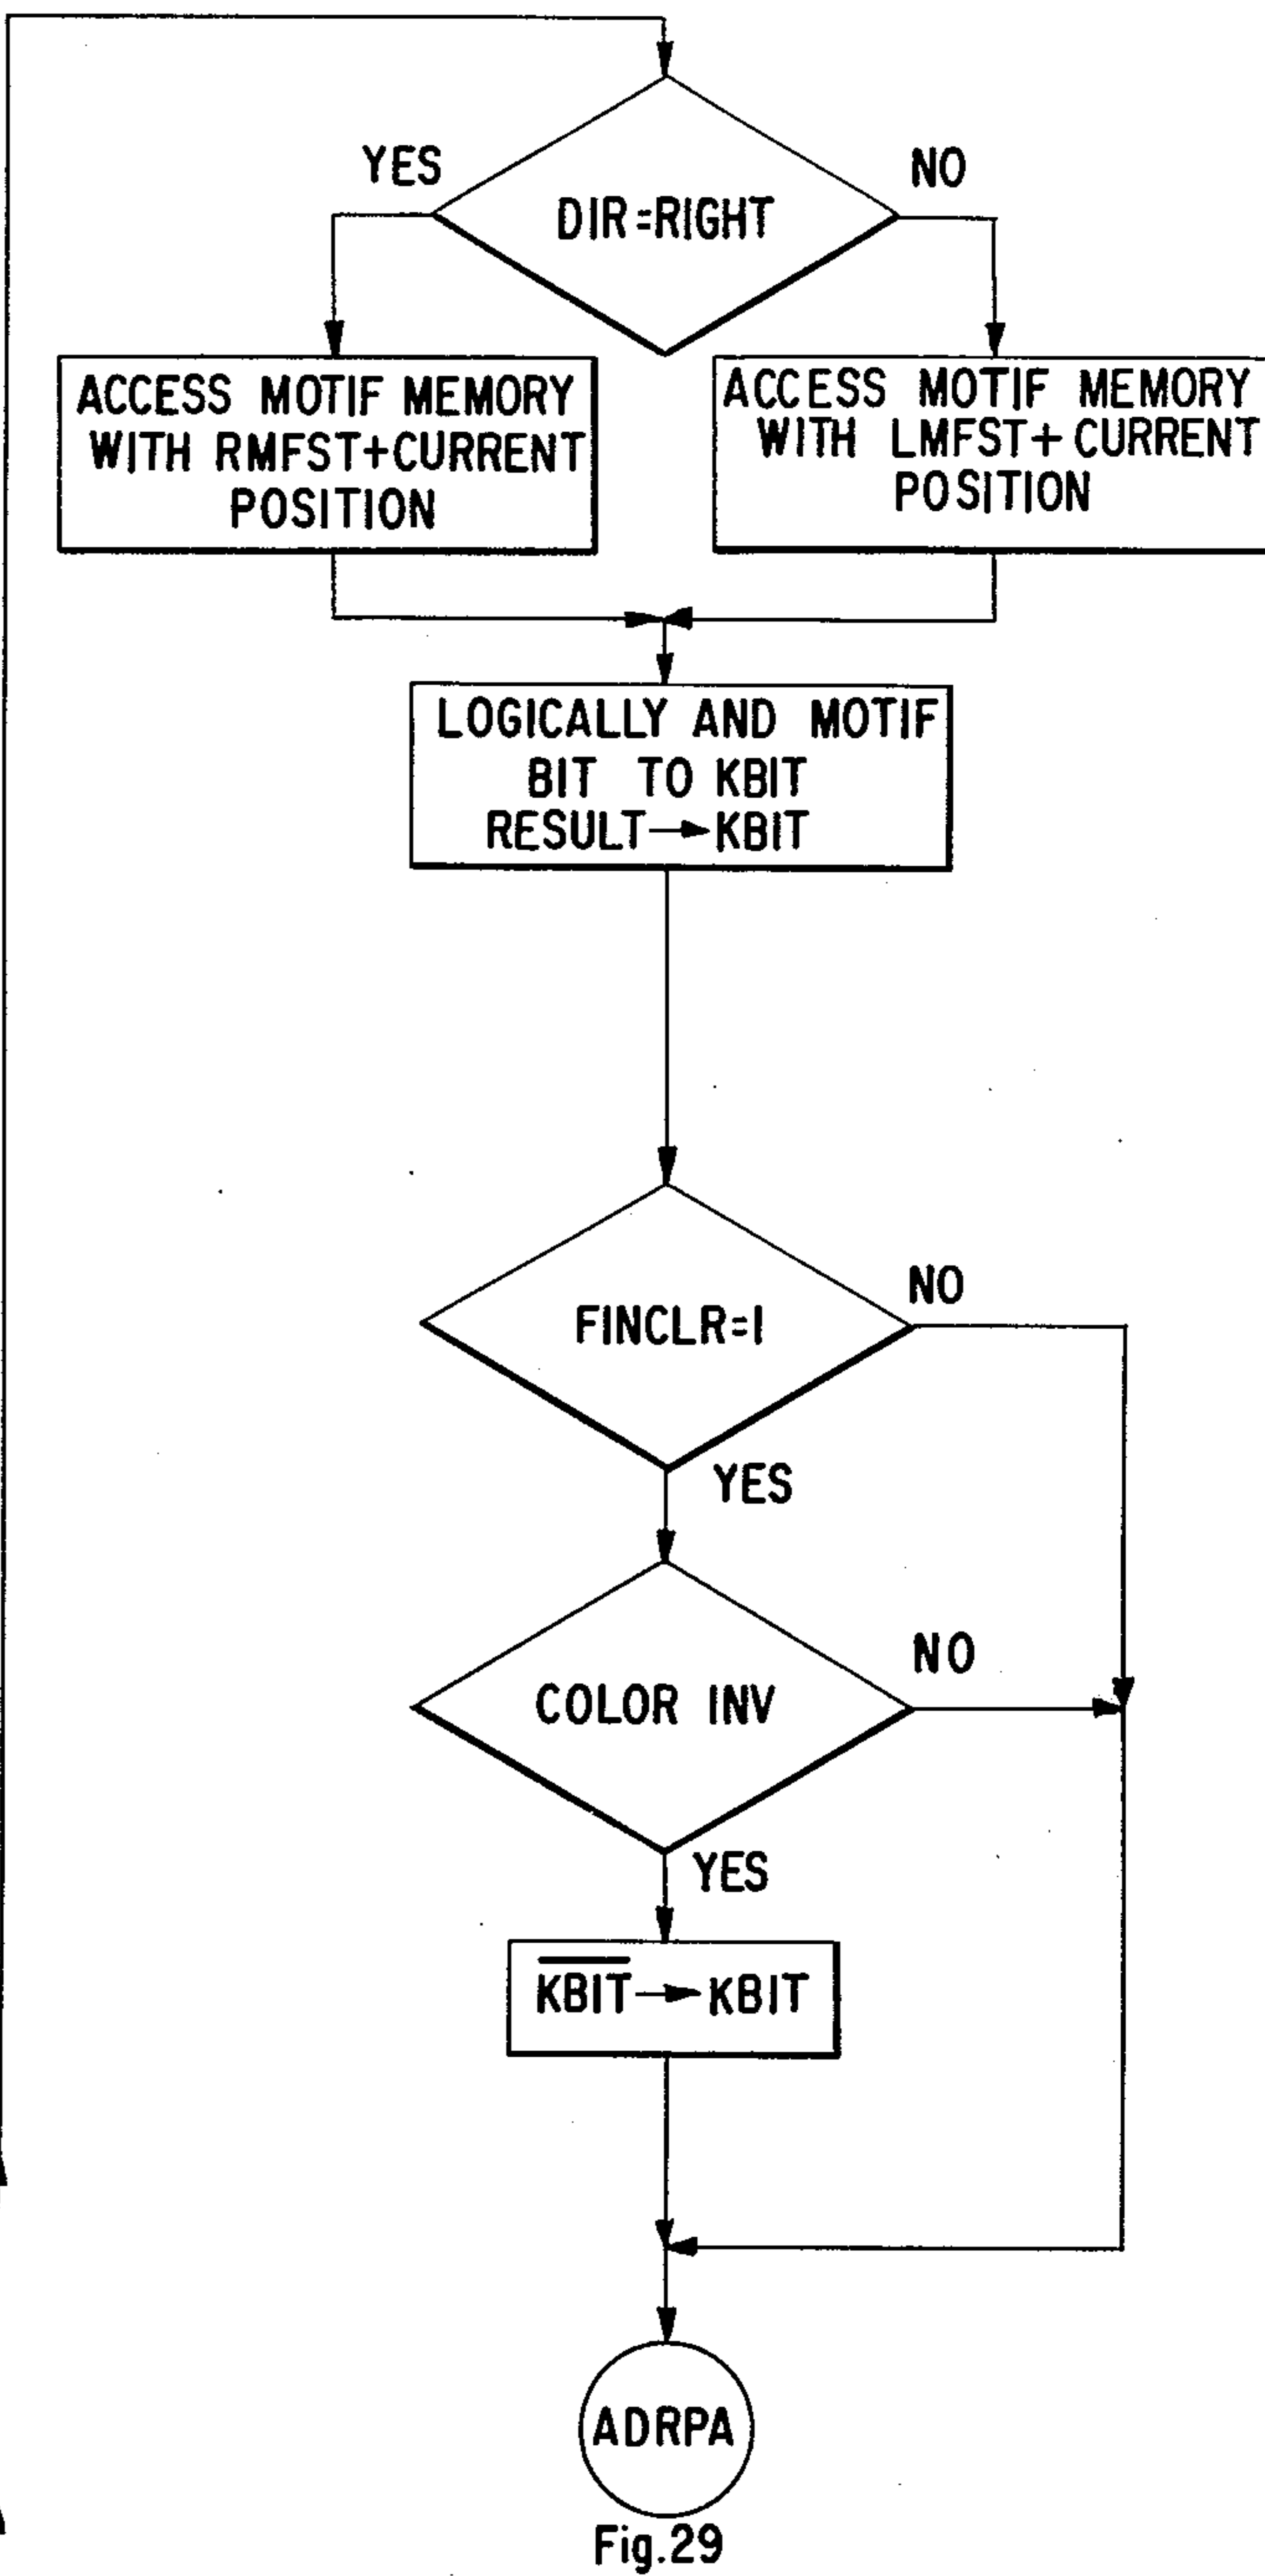 YES
NO
DIR=RIGHT
ACCESS MOTIF MEMORY
WITH RMFST+CURRENT
POSITION
ACCESS MOTIF MEMORY
WITH LMFST+CURRENT
POSITION
LOGICALLY AND MOTIF
BIT TO KBIT
RESULT→KBIT
NO
FINCLR=1
YES
NO
COLOR INV
YES
K̅B̅I̅T̅→KBIT
ADRPA
Fig.29